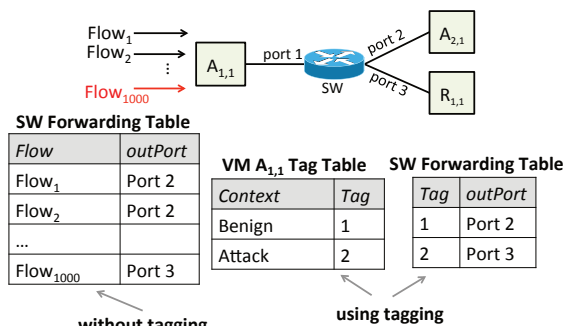 Flow1
Flow2
...
Flow1000
A1,1
port 1
SW
port 2
port 3
A2,1
R1,1
SW Forwarding Table
Flow outPort
Flow1 Port 2
Flow2 Port 2
...
Flow1000 Port 3
without tagging
VM A1,1 Tag Table
Context Tag
Benign 1
Attack 2
SW Forwarding Table
Tag outPort
1 Port 2
2 Port 3
using tagging